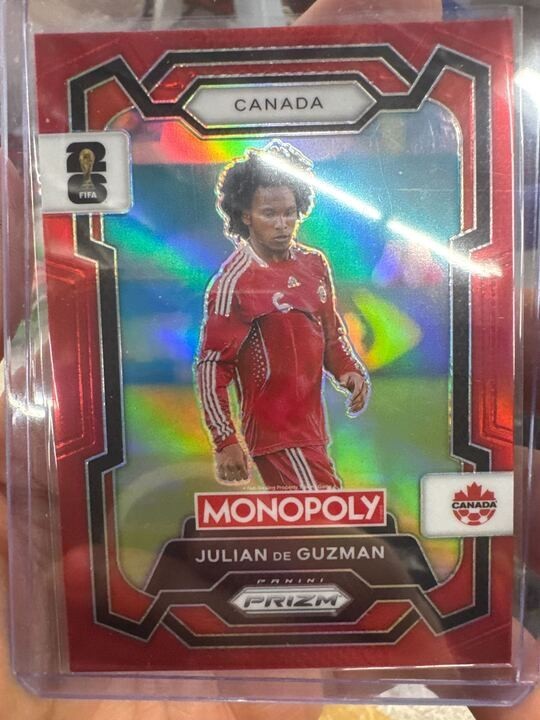 CANADA
26
FIFA
MONOPOLY
CANADA
JULIAN DE GUZMAN
PANINI
PRIZM